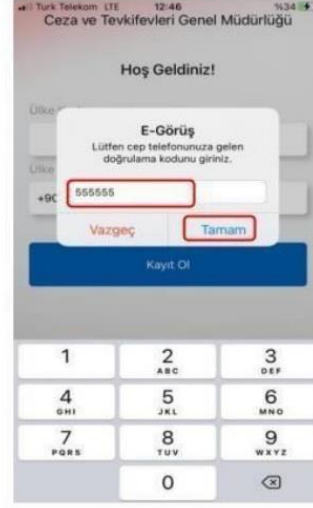 Turk Telekom LTE 12:46 %34
Ceza ve Tevkifevleri Genel Müdürlüğü
Hoş Geldiniz!
Ülke
E-Görüş
Lütfen cep telefonunuza gelen
doğrulama kodunu giriniz.
Ülke
+90
555555
Vazgeç Tamam
Kayıt Ol
1 2 3
ABC DEF
4 5 6
GHI JKL MNO
7 8 9
PQRS TUV WXYZ
0